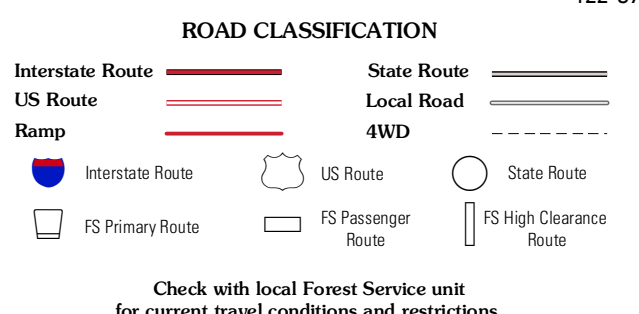 ROAD CLASSIFICATION
Interstate Route
State Route
US Route
Local Road
Ramp
4WD
Interstate Route
US Route
State Route
FS Primary Route
FS Passenger
Route
FS High Clearance
Route
Check with local Forest Service unit
for current travel conditions and restrictions